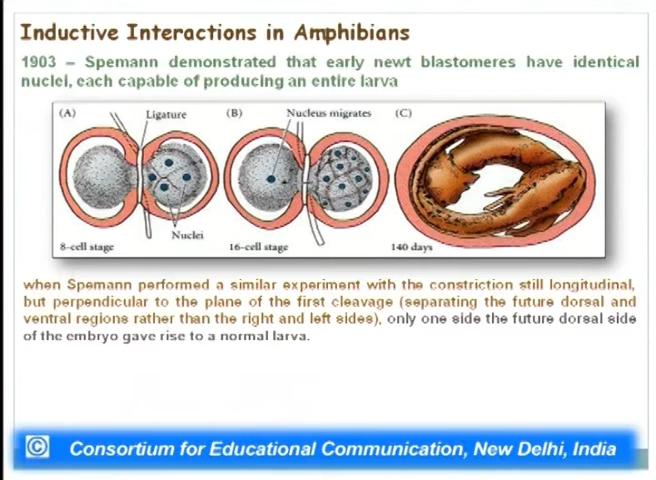 Inductive Interactions in Amphibians
1903 – Spemann demonstrated that early newt blastomeres have identical
nuclei, each capable of producing an entire larva
(A) Ligature (B) Nucleus migrates (C)
Nuclei
8-cell stage 16-cell stage 140 days
when Spemann performed a similar experiment with the constriction still longitudinal,
but perpendicular to the plane of the first cleavage (separating the future dorsal and
ventral regions rather than the right and left sides), only one side the future dorsal side
of the embryo gave rise to a normal larva.
© Consortium for Educational Communication, New Delhi, India